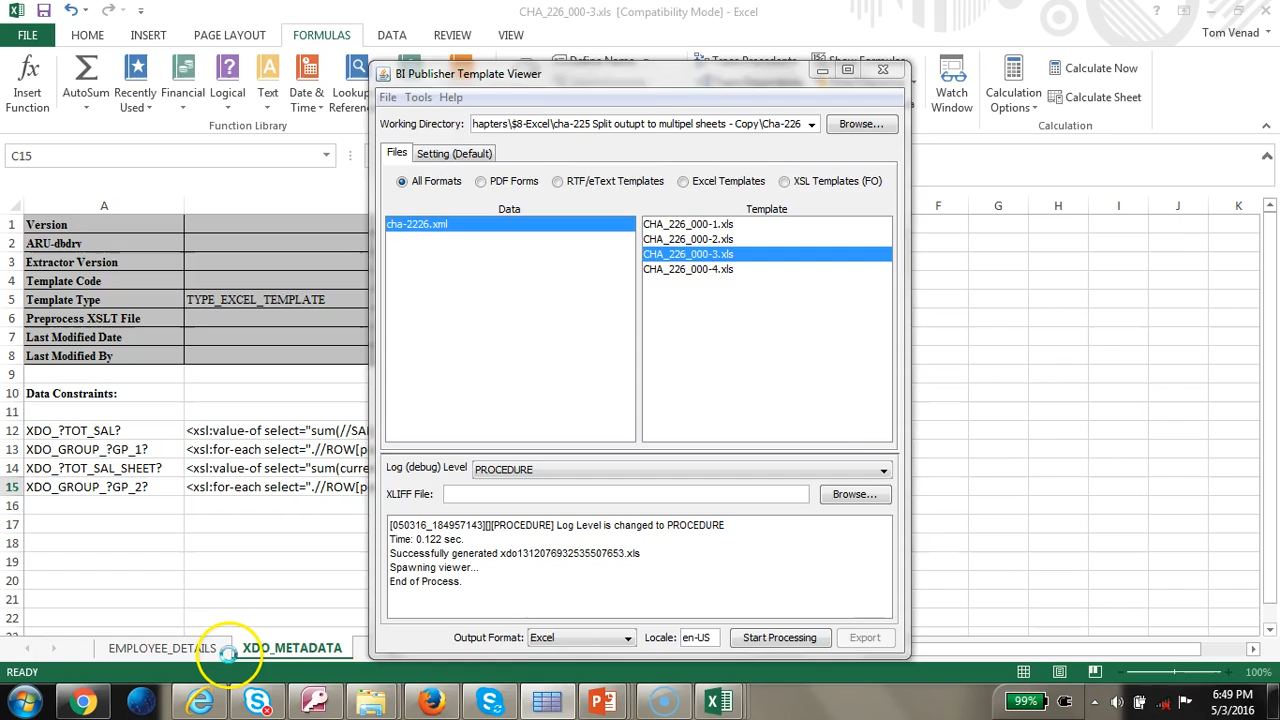 CHA_226_000-3.xls [Compatibility Mode] - Excel
FILE HOME INSERT PAGE LAYOUT FORMULAS DATA REVIEW VIEW Tom Venad
Insert Function
AutoSum
Recently Used
Financial
Logical
Text
Date & Time
Lookup Reference
Function Library
Watch Window
Calculation Options
Calculate Now
Calculate Sheet
Calculation
C15
BI Publisher Template Viewer
File Tools Help
Working Directory: hapters\$8-Excel\cha-225 Split outupt to multipel sheets - Copy\Cha-226 Browse...
Files Setting (Default)
All Formats PDF Forms RTF/eText Templates Excel Templates XSL Templates (FO)
Data Template
cha-2226.xml
CHA_226_000-1.xls
CHA_226_000-2.xls
CHA_226_000-3.xls
CHA_226_000-4.xls
Log (debug) Level PROCEDURE
XLIFF File: Browse...
[050316_184957143][][PROCEDURE] Log Level is changed to PROCEDURE
Time: 0.122 sec.
Successfully generated xdo1312076932535507653.xls
Spawning viewer...
End of Process.
Output Format: Excel Locale: en-US Start Processing Export
A F G H I J K
1 Version
2 ARU-dbdrv
3 Extractor Version
4 Template Code
5 Template Type TYPE_EXCEL_TEMPLATE
6 Preprocess XSLT File
7 Last Modified Date
8 Last Modified By
9
10 Data Constraints:
11
12 XDO_?TOT_SAL? <xsl:value-of select="sum(//SA
13 XDO_GROUP_?GP_1? <xsl:for-each select=".//ROW[p
14 XDO_?TOT_SAL_SHEET? <xsl:value-of select="sum(curre
15 XDO_GROUP_?GP_2? <xsl:for-each select=".//ROW[p
16
17
18
19
20
21
22
EMPLOYEE_DETAILS XDO_METADATA
READY 100%
99% 6:49 PM
5/3/2016